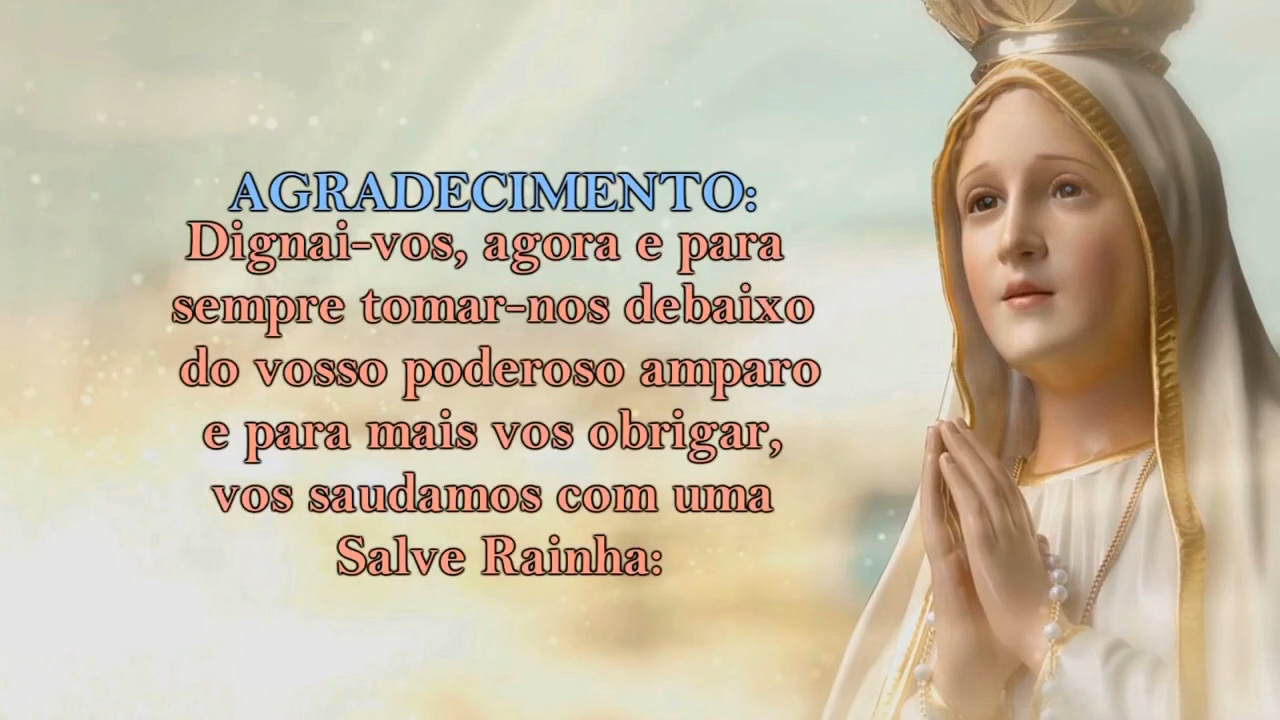 AGRADECIMENTO:
Dignai-vos, agora e para
sempre tomar-nos debaixo
do vosso poderoso amparo
e para mais vos obrigar,
vos saudamos com uma
Salve Rainha: